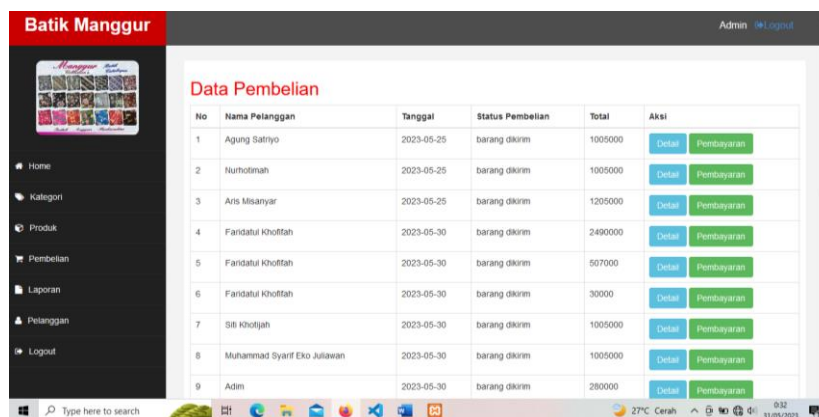 Batik Manggur
Admin Logout
Manggur
Home
Kategori
Produk
Pembelian
Laporan
Pelanggan
Logout
Data Pembelian
No Nama Pelanggan Tanggal Status Pembelian Total Aksi
1 Agung Satriyo 2023-05-25 barang dikirim 1005000 Detail Pembayaran
2 Nurhotimah 2023-05-25 barang dikirim 1005000 Detail Pembayaran
3 Aris Misanyar 2023-05-25 barang dikirim 1205000 Detail Pembayaran
4 Faridatul Khofifah 2023-05-30 barang dikirim 2490000 Detail Pembayaran
5 Faridatul Khofifah 2023-05-30 barang dikirim 507000 Detail Pembayaran
6 Faridatul Khofifah 2023-05-30 barang dikirim 30000 Detail Pembayaran
7 Siti Khotijah 2023-05-30 barang dikirim 1005000 Detail Pembayaran
8 Muhammad Syarif Eko Juliawan 2023-05-30 barang dikirim 1005000 Detail Pembayaran
9 Adim 2023-05-30 barang dikirim 280000 Detail Pembayaran
Type here to search
27°C Cerah
0:32
31/05/2023